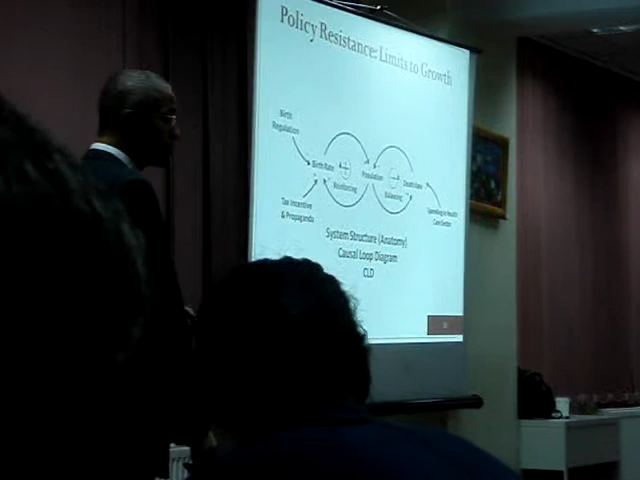 Policy Resistance: Limits to Growth
Birth
Regulation
Birth Rate
Population
Death Rate
Reinforcing
Balancing
Tax Incentive
& Propaganda
Spending in Health
Care Sector
System Structure (Anatomy)
Causal Loop Diagram
CLD